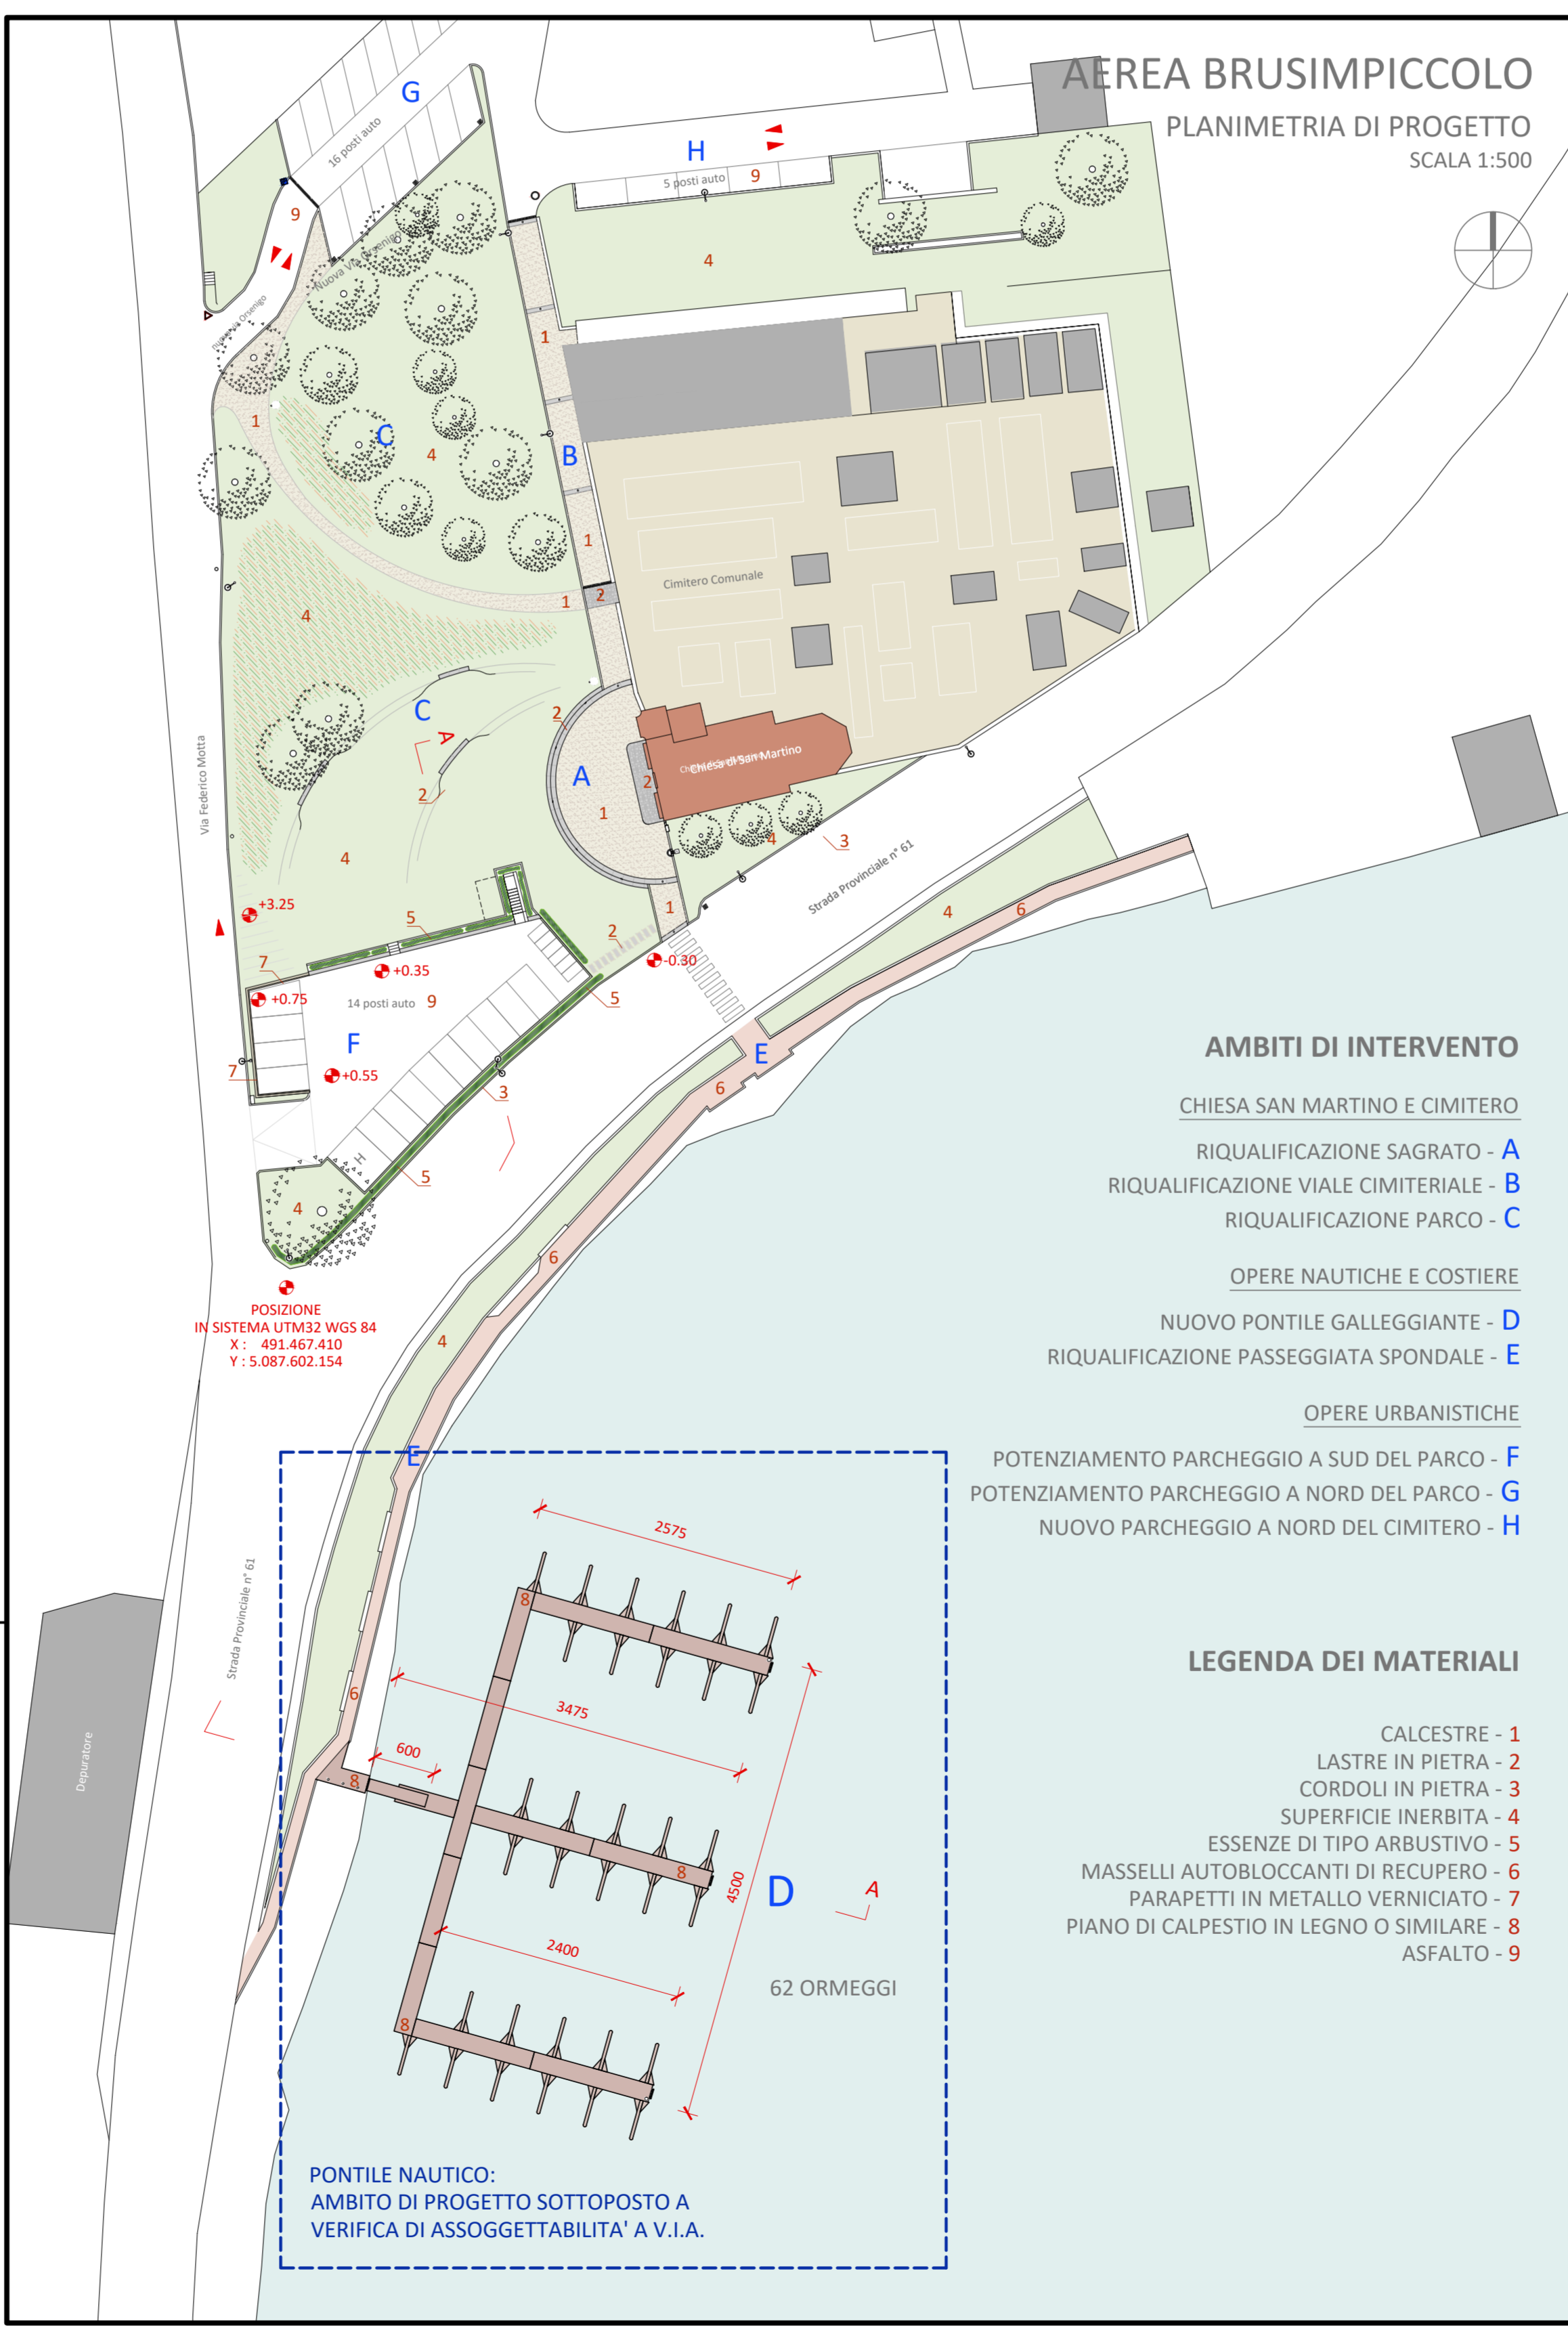 AEREA BRUSIMPICCOLO
PLANIMETRIA DI PROGETTO
SCALA 1:500
G
16 posti auto
H
5 posti auto 9
9
4
Nuova Via Orsenigo
nuova via Orsenigo
1
1
C
4
B
1
Cimitero Comunale
1
2
4
C
A
2
Chiesa di San Martino
2
A
2
1
Via Federico Motta
4
4
3
Strada Provinciale n° 61
+3.25
5
1
4
6
2
7
+0.35
-0.30
+0.75
14 posti auto 9
5
F
E
7
+0.55
6
3
H
5
4
6
POSIZIONE
IN SISTEMA UTM32 WGS 84
X : 491.467.410
Y : 5.087.602.154
4
E
AMBITI DI INTERVENTO
CHIESA SAN MARTINO E CIMITERO
RIQUALIFICAZIONE SAGRATO - A
RIQUALIFICAZIONE VIALE CIMITERIALE - B
RIQUALIFICAZIONE PARCO - C
OPERE NAUTICHE E COSTIERE
NUOVO PONTILE GALLEGGIANTE - D
RIQUALIFICAZIONE PASSEGGIATA SPONDALE - E
OPERE URBANISTICHE
POTENZIAMENTO PARCHEGGIO A SUD DEL PARCO - F
POTENZIAMENTO PARCHEGGIO A NORD DEL PARCO - G
NUOVO PARCHEGGIO A NORD DEL CIMITERO - H
2575
8
Strada Provinciale n° 61
6
3475
600
8
Depuratore
8
4500
D
A
2400
62 ORMEGGI
8
LEGENDA DEI MATERIALI
CALCESTRE - 1
LASTRE IN PIETRA - 2
CORDOLI IN PIETRA - 3
SUPERFICIE INERBITA - 4
ESSENZE DI TIPO ARBUSTIVO - 5
MASSELLI AUTOBLOCCANTI DI RECUPERO - 6
PARAPETTI IN METALLO VERNICIATO - 7
PIANO DI CALPESTIO IN LEGNO O SIMILARE - 8
ASFALTO - 9
PONTILE NAUTICO:
AMBITO DI PROGETTO SOTTOPOSTO A
VERIFICA DI ASSOGGETTABILITA' A V.I.A.